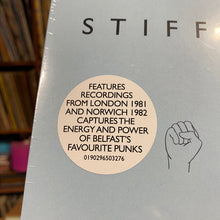 STIFF
FEATURES
RECORDINGS
FROM LONDON 1981
AND NORWICH 1982
CAPTURES THE
ENERGY AND POWER
OF BELFAST'S
FAVOURITE PUNKS
0190296503276